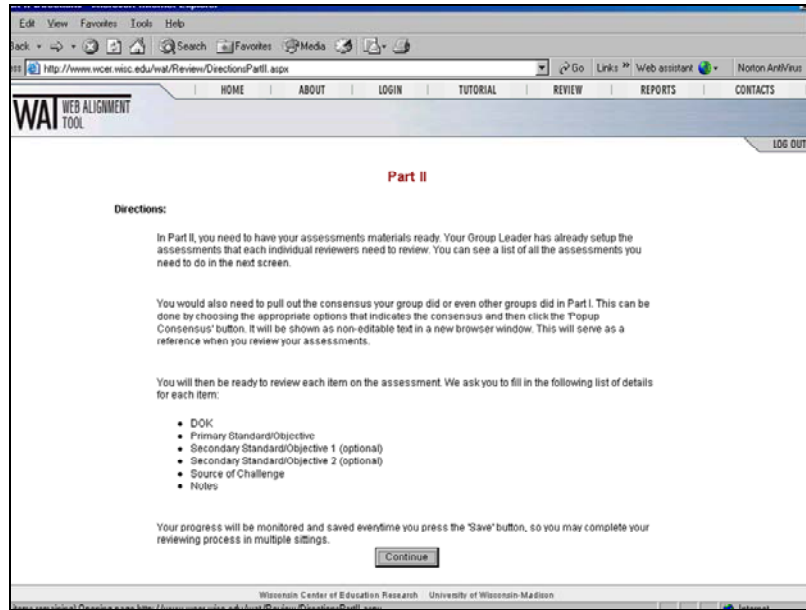 Edit View Favorites Tools Help
Back Search Favorites Media
http://www.wcer.wisc.edu/wat/Review/DirectionsPartII.aspx Go Links » Web assistant Norton AntiVirus
HOME | ABOUT | LOGIN | TUTORIAL | REVIEW | REPORTS | CONTACTS
WAT WEB ALIGNMENT TOOL
LOG OUT
Part II
Directions:
In Part II, you need to have your assessments materials ready. Your Group Leader has already setup the
assessments that each individual reviewers need to review. You can see a list of all the assessments you
need to do in the next screen.
You would also need to pull out the consensus your group did or even other groups did in Part I. This can be
done by choosing the appropriate options that indicates the consensus and then click the 'Popup
Consensus' button. It will be shown as non-editable text in a new browser window. This will serve as a
reference when you review your assessments.
You will then be ready to review each item on the assessment. We ask you to fill in the following list of details
for each item:
• DOK
• Primary Standard/Objective
• Secondary Standard/Objective 1 (optional)
• Secondary Standard/Objective 2 (optional)
• Source of Challenge
• Notes
Your progress will be monitored and saved everytime you press the 'Save' button, so you may complete your
reviewing process in multiple sittings.
Continue
Wisconsin Center of Education Research University of Wisconsin-Madison